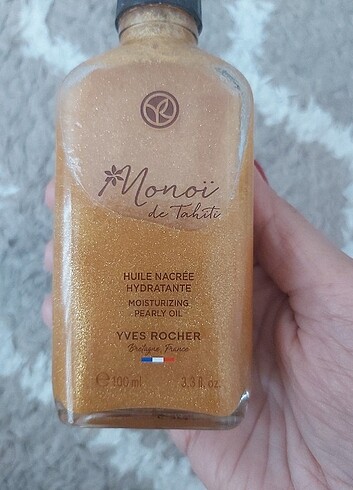 YR
Monoï
de Tahiti
HUILE NACRÉE
HYDRATANTE
MOISTURIZING
PEARLY OIL
YVES ROCHER
Bretagne, France
℮ 100 ml 3.3 fl. oz.